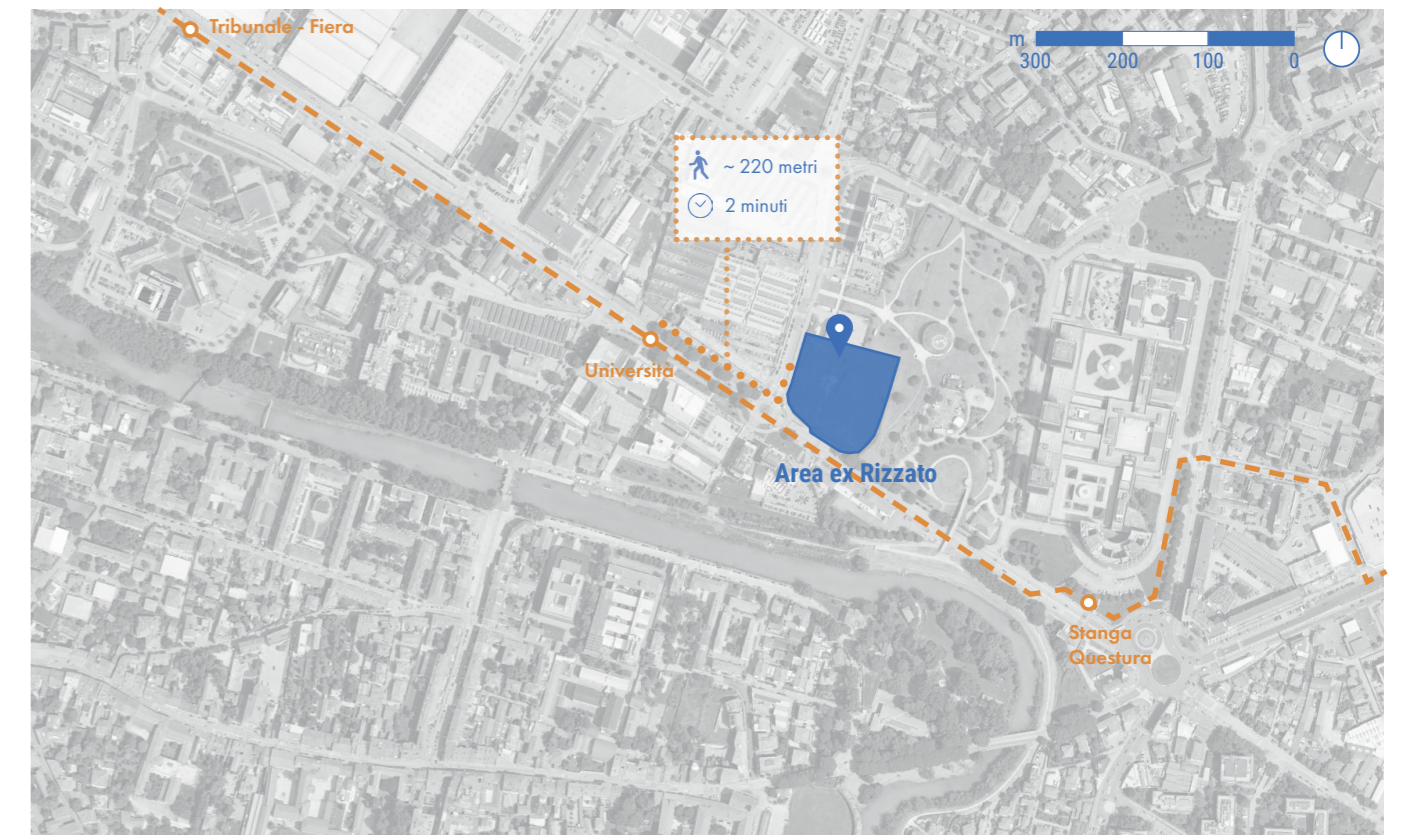 Tribunale - Fiera
m
300 200 100 0
~ 220 metri
2 minuti
Università
Area ex Rizzato
Stanga
Questura